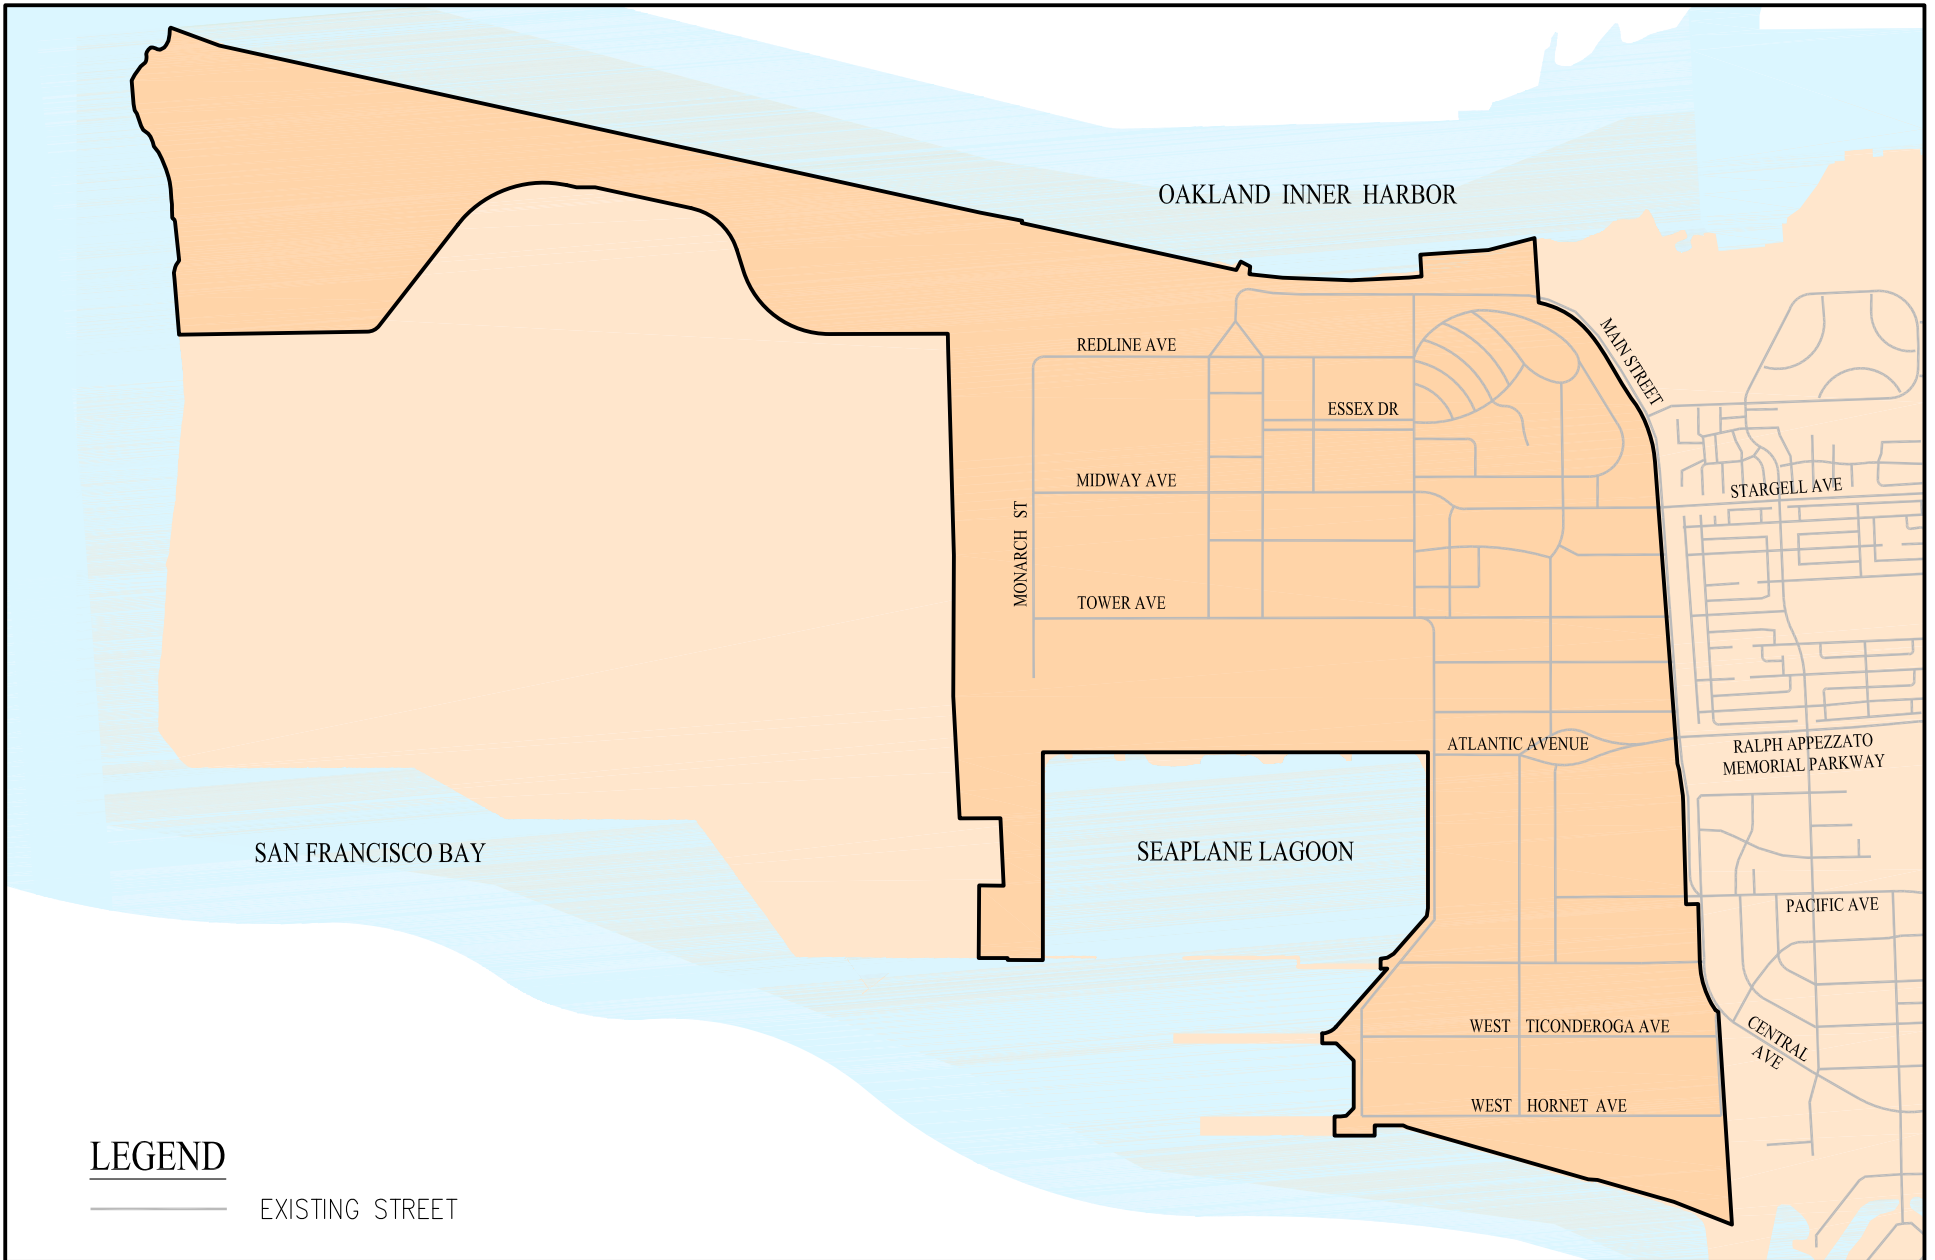 OAKLAND INNER HARBOR
MAIN STREET
REDLINE AVE
ESSEX DR
MIDWAY AVE
STARGELL AVE
MONARCH ST
TOWER AVE
ATLANTIC AVENUE
RALPH APPEZZATO
MEMORIAL PARKWAY
SAN FRANCISCO BAY
SEAPLANE LAGOON
PACIFIC AVE
WEST TICONDEROGA AVE
CENTRAL
AVE
WEST HORNET AVE
LEGEND
EXISTING STREET